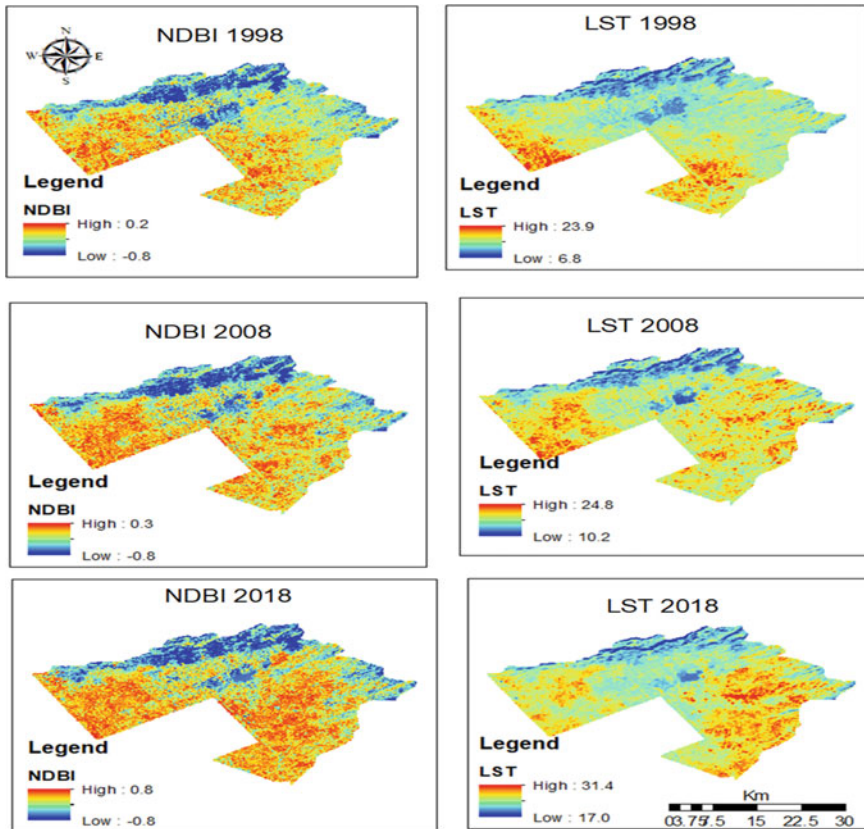 NDBI 1998
N
W E
S
Legend
NDBI
High : 0.2
Low : -0.8
LST 1998
Legend
LST
High : 23.9
Low : 6.8
NDBI 2008
Legend
NDBI
High : 0.3
Low : -0.8
LST 2008
Legend
LST
High : 24.8
Low : 10.2
NDBI 2018
Legend
NDBI
High : 0.8
Low : -0.8
LST 2018
Legend
LST
High : 31.4
Low : 17.0
Km
03.757.5 15 22.5 30